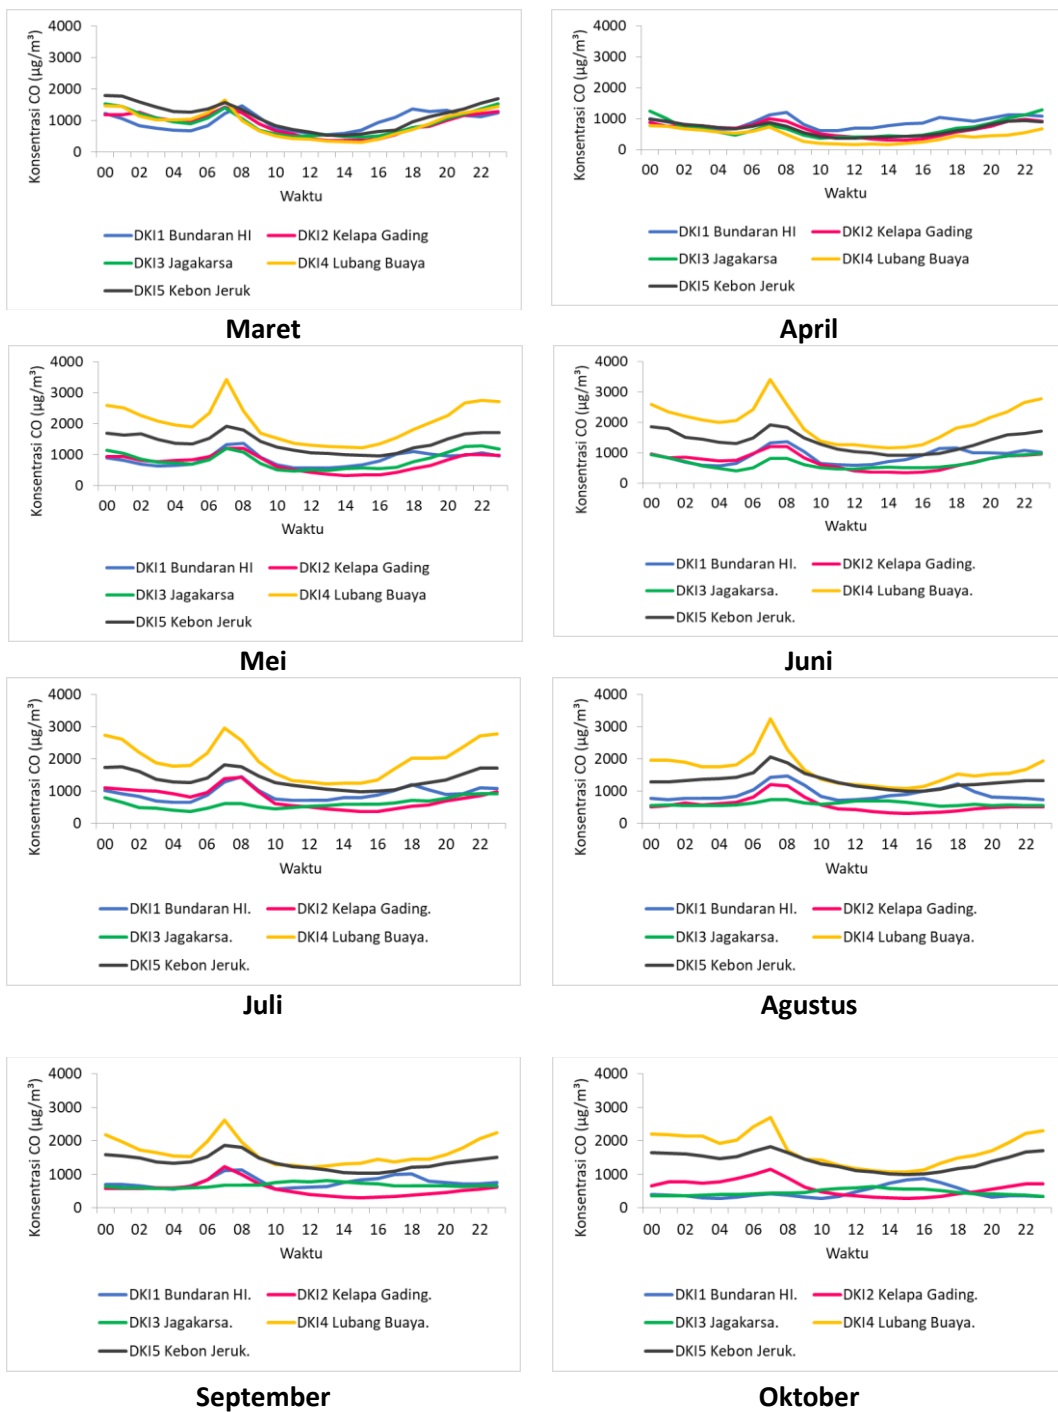 Konsentrasi CO (µg/m³)
4000
3000
2000
1000
0
00 02 04 06 08 10 12 14 16 18 20 22
Waktu
DKI1 Bundaran HI DKI2 Kelapa Gading
DKI3 Jagakarsa DKI4 Lubang Buaya
DKI5 Kebon Jeruk
Maret
Konsentrasi CO (µg/m³)
4000
3000
2000
1000
0
00 02 04 06 08 10 12 14 16 18 20 22
Waktu
DKI1 Bundaran HI DKI2 Kelapa Gading
DKI3 Jagakarsa DKI4 Lubang Buaya
DKI5 Kebon Jeruk
April
Konsentrasi CO (µg/m³)
4000
3000
2000
1000
0
00 02 04 06 08 10 12 14 16 18 20 22
Waktu
DKI1 Bundaran HI DKI2 Kelapa Gading
DKI3 Jagakarsa DKI4 Lubang Buaya
DKI5 Kebon Jeruk
Mei
Konsentrasi CO (µg/m³)
4000
3000
2000
1000
0
00 02 04 06 08 10 12 14 16 18 20 22
Waktu
DKI1 Bundaran HI. DKI2 Kelapa Gading.
DKI3 Jagakarsa. DKI4 Lubang Buaya.
DKI5 Kebon Jeruk.
Juni
Konsentrasi CO (µg/m³)
4000
3000
2000
1000
0
00 02 04 06 08 10 12 14 16 18 20 22
Waktu
DKI1 Bundaran HI. DKI2 Kelapa Gading.
DKI3 Jagakarsa. DKI4 Lubang Buaya.
DKI5 Kebon Jeruk.
Juli
Konsentrasi CO (µg/m³)
4000
3000
2000
1000
0
00 02 04 06 08 10 12 14 16 18 20 22
Waktu
DKI1 Bundaran HI. DKI2 Kelapa Gading.
DKI3 Jagakarsa. DKI4 Lubang Buaya.
DKI5 Kebon Jeruk.
Agustus
Konsentrasi CO (µg/m³)
4000
3000
2000
1000
0
00 02 04 06 08 10 12 14 16 18 20 22
Waktu
DKI1 Bundaran HI. DKI2 Kelapa Gading.
DKI3 Jagakarsa. DKI4 Lubang Buaya.
DKI5 Kebon Jeruk.
September
Konsentrasi CO (µg/m³)
4000
3000
2000
1000
0
00 02 04 06 08 10 12 14 16 18 20 22
Waktu
DKI1 Bundaran HI. DKI2 Kelapa Gading.
DKI3 Jagakarsa. DKI4 Lubang Buaya.
DKI5 Kebon Jeruk.
Oktober